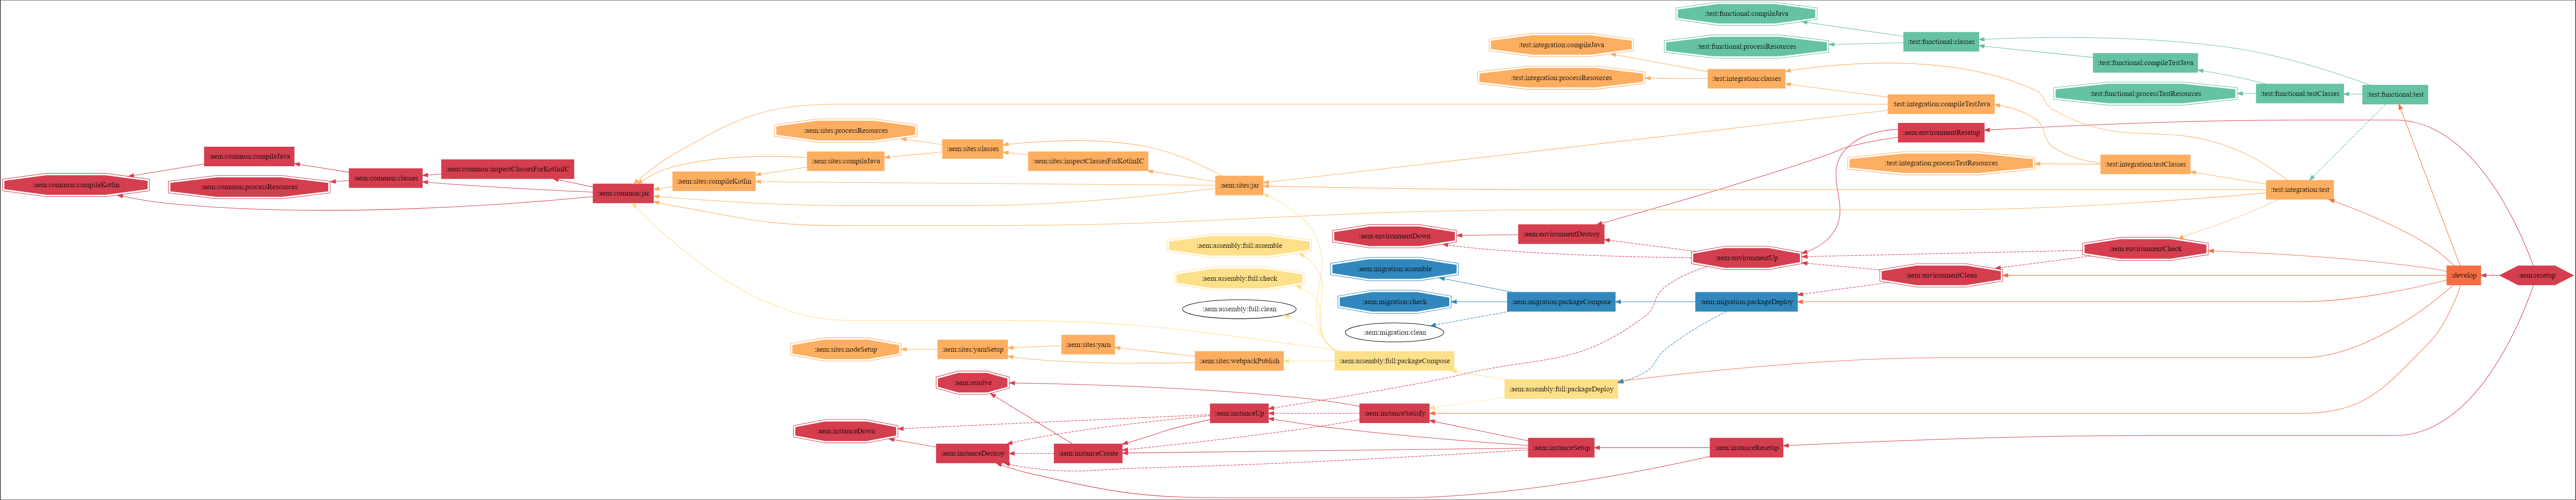 :test:functional:compileJava
:test:functional:classes
:test:integration:compileJava
:test:functional:processResources
:test:functional:compileTestJava
:test:integration:processResources
:test:integration:classes
:test:functional:processTestResources
:test:functional:testClasses
:test:functional:test
:test:integration:compileTestJava
:aem:sites:processResources
:aem:environmentResetup
:aem:sites:classes
:aem:common:compileJava
:aem:sites:compileJava
:aem:sites:inspectClassesForKotlinIC
:test:integration:processTestResources
:test:integration:testClasses
:aem:common:inspectClassesForKotlinIC
:aem:common:classes
:aem:sites:compileKotlin
:aem:common:compileKotlin
:aem:common:processResources
:aem:common:jar
:aem:sites:jar
:test:integration:test
:aem:environmentDown
:aem:environmentDestroy
:aem:assembly:full:assemble
:aem:environmentCheck
:aem:environmentUp
:aem:migration:assemble
:aem:assembly:full:check
:aem:environmentClean
:develop
:aem:resetup
:aem:migration:check
:aem:migration:packageCompose
:aem:migration:packageDeploy
:aem:assembly:full:clean
:aem:migration:clean
:aem:sites:nodeSetup
:aem:sites:yarnSetup
:aem:sites:yarn
:aem:sites:webpackPublish
:aem:assembly:full:packageCompose
:aem:resolve
:aem:assembly:full:packageDeploy
:aem:instanceUp
:aem:instanceSatisfy
:aem:instanceDown
:aem:instanceDestroy
:aem:instanceCreate
:aem:instanceSetup
:aem:instanceResetup